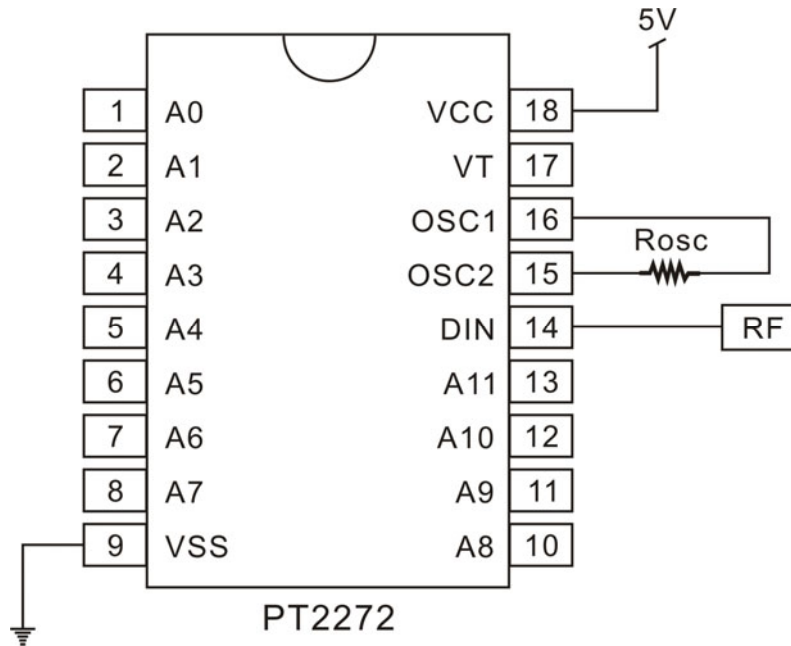 5V
1 A0 VCC 18
2 A1 VT 17
3 A2 OSC1 16
Rosc
4 A3 OSC2 15
5 A4 DIN 14 RF
6 A5 A11 13
7 A6 A10 12
8 A7 A9 11
9 VSS A8 10
PT2272